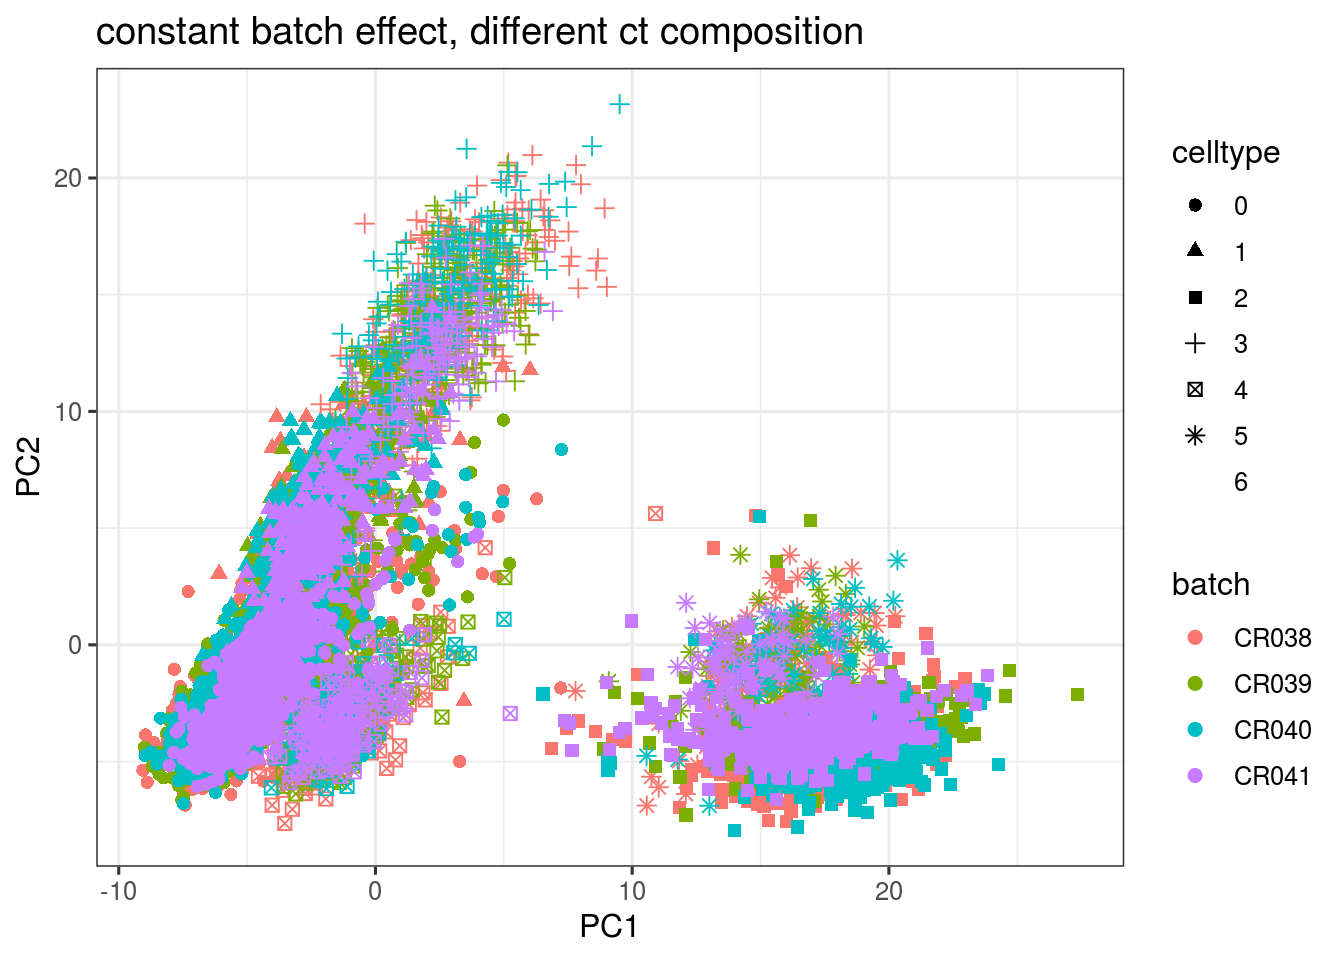 constant batch effect, different ct composition
PC2
20
10
0
-10
0
10
20
PC1
celltype
0
1
2
3
4
5
6
batch
CR038
CR039
CR040
CR041